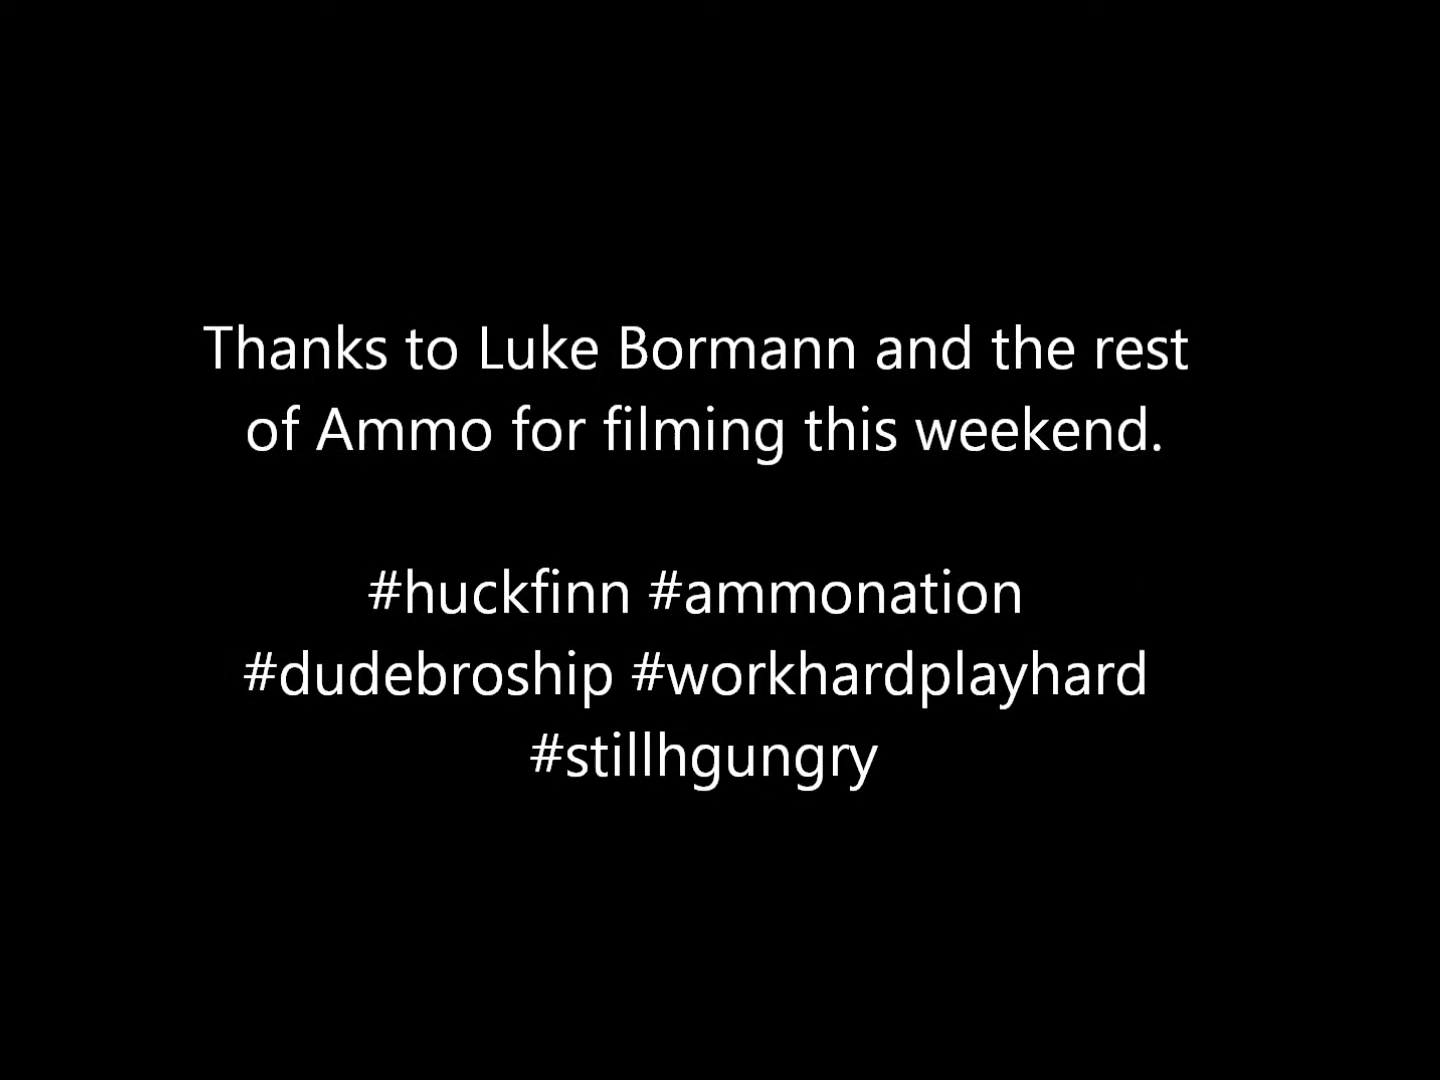 Thanks to Luke Bormann and the rest
of Ammo for filming this weekend.
#huckfinn #ammonation
#dudebroship #workhardplayhard
#stillhgungry